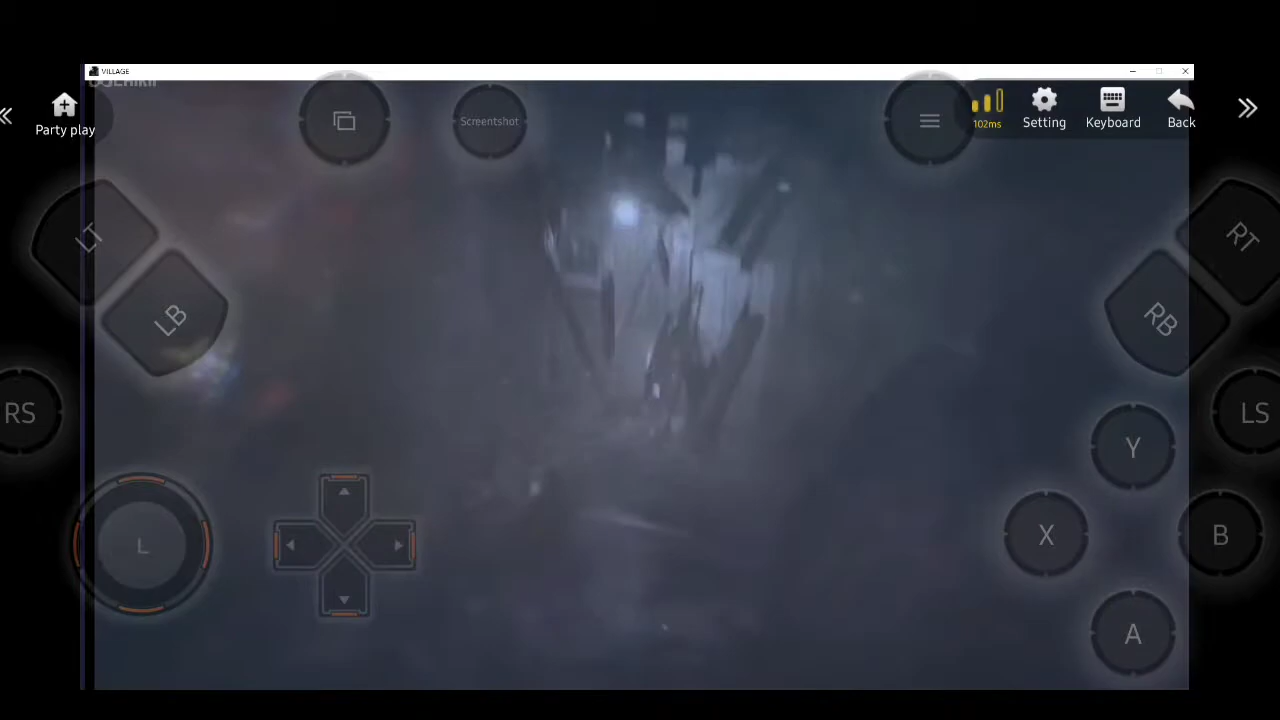 VILLAGE
Party play
Screentshot
102ms
Setting
Keyboard
Back
LT
RT
LB
RB
RS
LS
Y
L
X
B
A